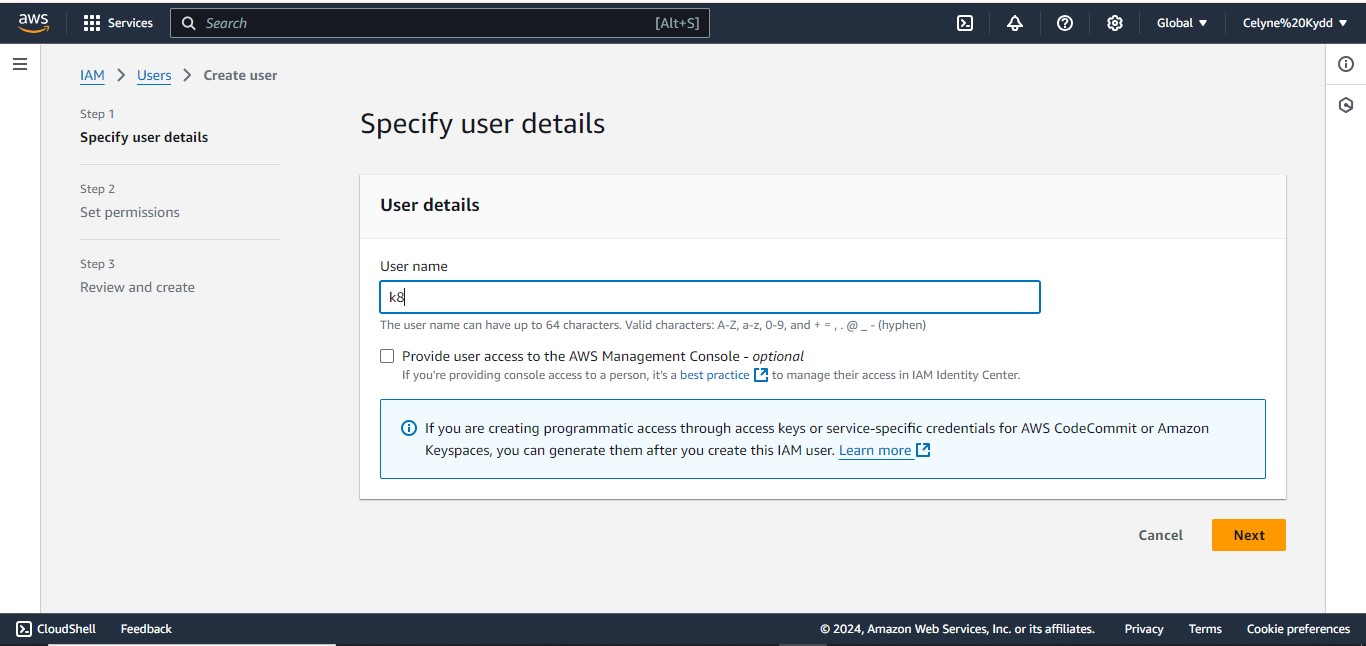 aws
Services
Search
[Alt+S]
Global
Celyne%20Kydd
IAM
Users
Create user
Step 1
Specify user details
Step 2
Set permissions
Step 3
Review and create
Specify user details
User details
User name
k8
The user name can have up to 64 characters. Valid characters: A-Z, a-z, 0-9, and + = , . @ _ - (hyphen)
Provide user access to the AWS Management Console - optional
If you're providing console access to a person, it's a best practice to manage their access in IAM Identity Center.
If you are creating programmatic access through access keys or service-specific credentials for AWS CodeCommit or Amazon
Keyspaces, you can generate them after you create this IAM user. Learn more
Cancel
Next
CloudShell
Feedback
© 2024, Amazon Web Services, Inc. or its affiliates.
Privacy
Terms
Cookie preferences